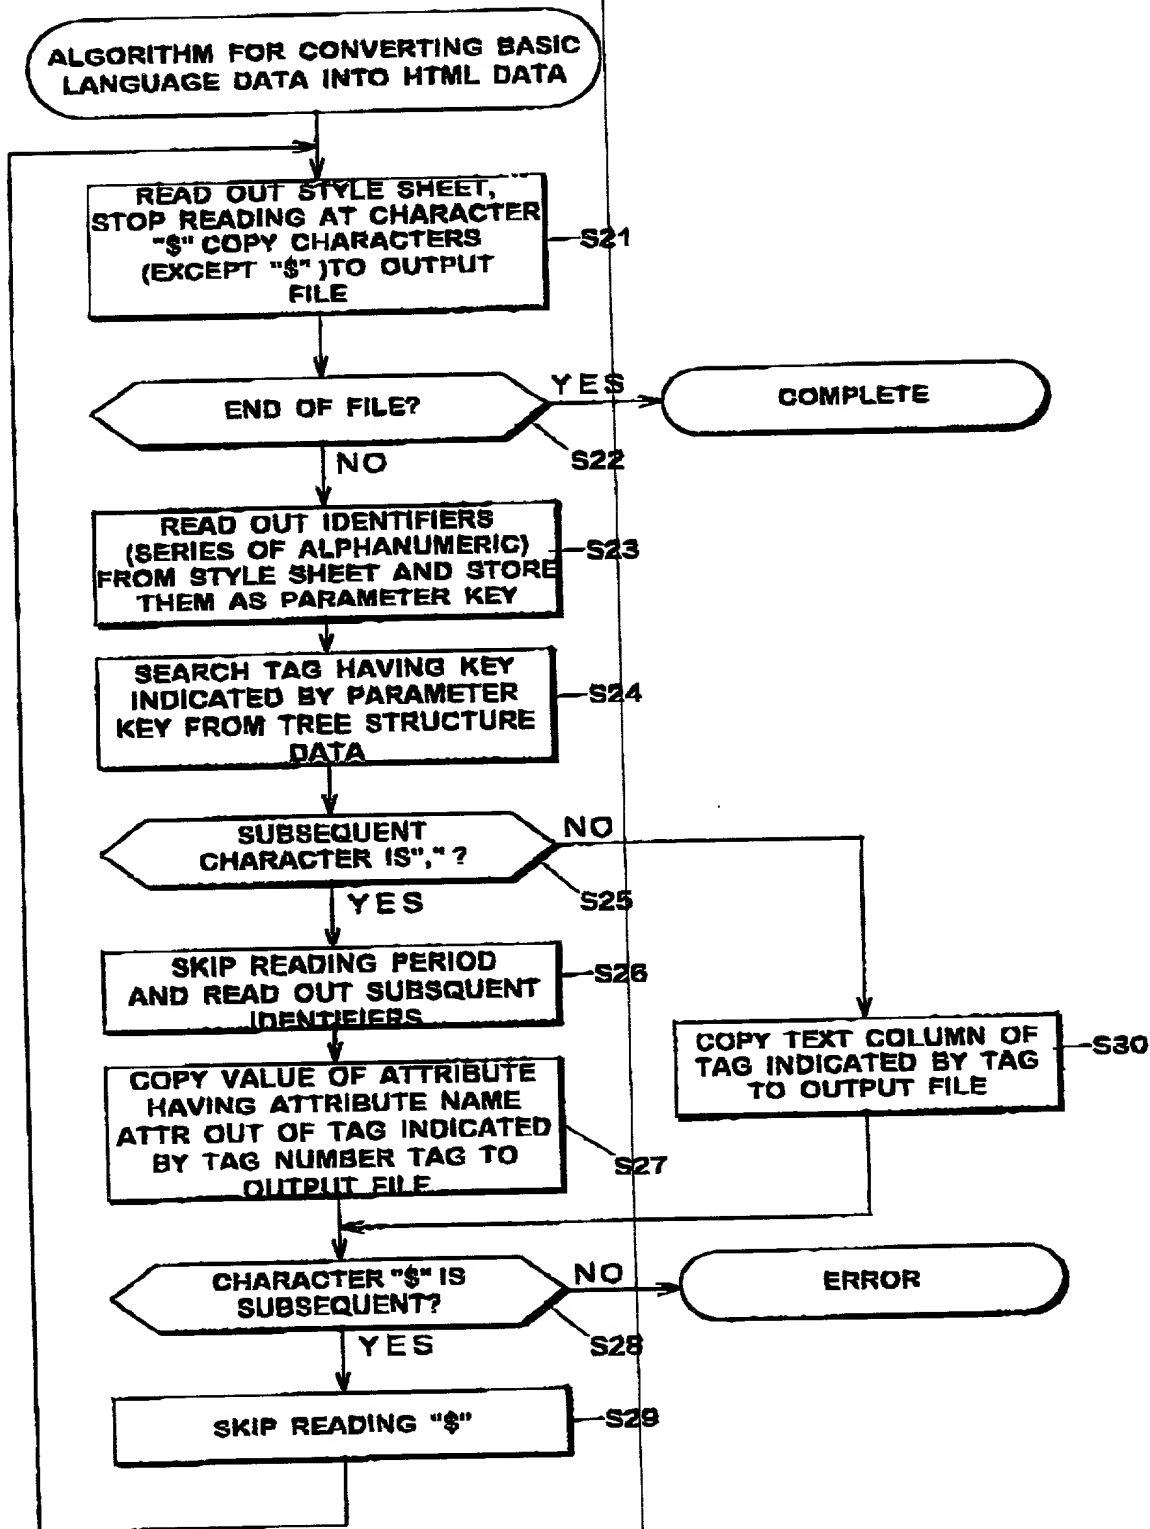 ALGORITHM FOR CONVERTING BASIC
LANGUAGE DATA INTO HTML DATA
READ OUT STYLE SHEET,
STOP READING AT CHARACTER
"$" COPY CHARACTERS
(EXCEPT "$" )TO OUTPUT
FILE
S21
END OF FILE?
YES
COMPLETE
S22
NO
READ OUT IDENTIFIERS
(SERIES OF ALPHANUMERIC)
FROM STYLE SHEET AND STORE
THEM AS PARAMETER KEY
S23
SEARCH TAG HAVING KEY
INDICATED BY PARAMETER
KEY FROM TREE STRUCTURE
DATA
S24
SUBSEQUENT
CHARACTER IS"," ?
NO
S25
YES
SKIP READING PERIOD
AND READ OUT SUBSQUENT
IDENTIFIERS
S26
COPY TEXT COLUMN OF
TAG INDICATED BY TAG
TO OUTPUT FILE
S30
COPY VALUE OF ATTRIBUTE
HAVING ATTRIBUTE NAME
ATTR OUT OF TAG INDICATED
BY TAG NUMBER TAG TO
OUTPUT FILE
S27
CHARACTER "$" IS
SUBSEQUENT?
NO
ERROR
S28
YES
SKIP READING "$"
S29